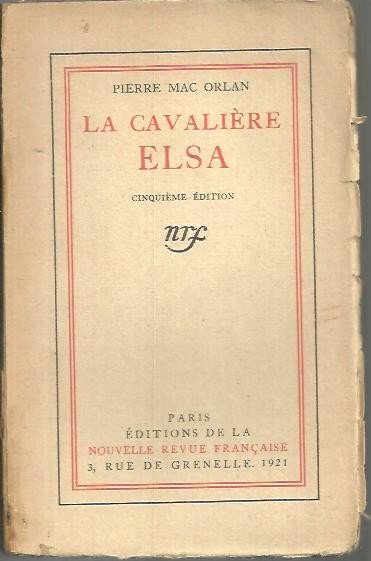 PIERRE MAC ORLAN
LA CAVALIÈRE
ELSA
CINQUIÈME ÉDITION
nrf
PARIS
ÉDITIONS DE LA
NOUVELLE REVUE FRANÇAISE
3, RUE DE GRENELLE. 1921